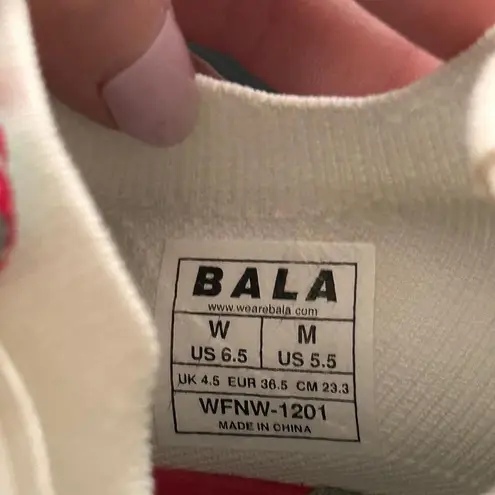 BALA
www.wearebala.com
W M
US 6.5 US 5.5
UK 4.5 EUR 36.5 CM 23.3
WFNW-1201
MADE IN CHINA